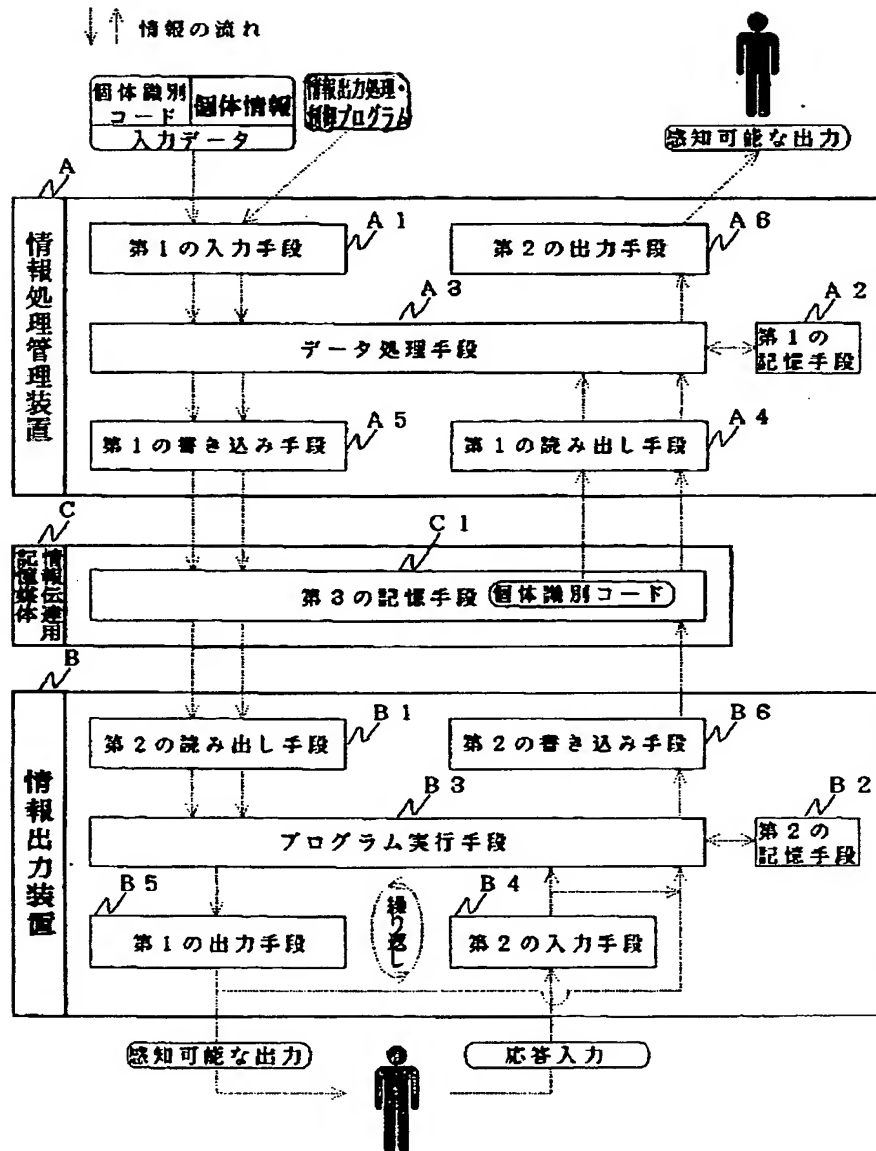 情報の流れ
個体識別
コード
個体情報
入力データ
情報出力処理・
制御プログラム
感知可能な出力
A
情報処理管理装置
A1
第1の入力手段
A6
第2の出力手段
A3
データ処理手段
A2
第1の
記憶手段
A5
第1の書き込み手段
A4
第1の読み出し手段
C
情報伝達用
記憶媒体
C1
第3の記憶手段
個体識別コード
B
情報出力装置
B1
第2の読み出し手段
B6
第2の書き込み手段
B3
プログラム実行手段
B2
第2の
記憶手段
B5
第1の出力手段
繰り返し
B4
第2の入力手段
感知可能な出力
応答入力